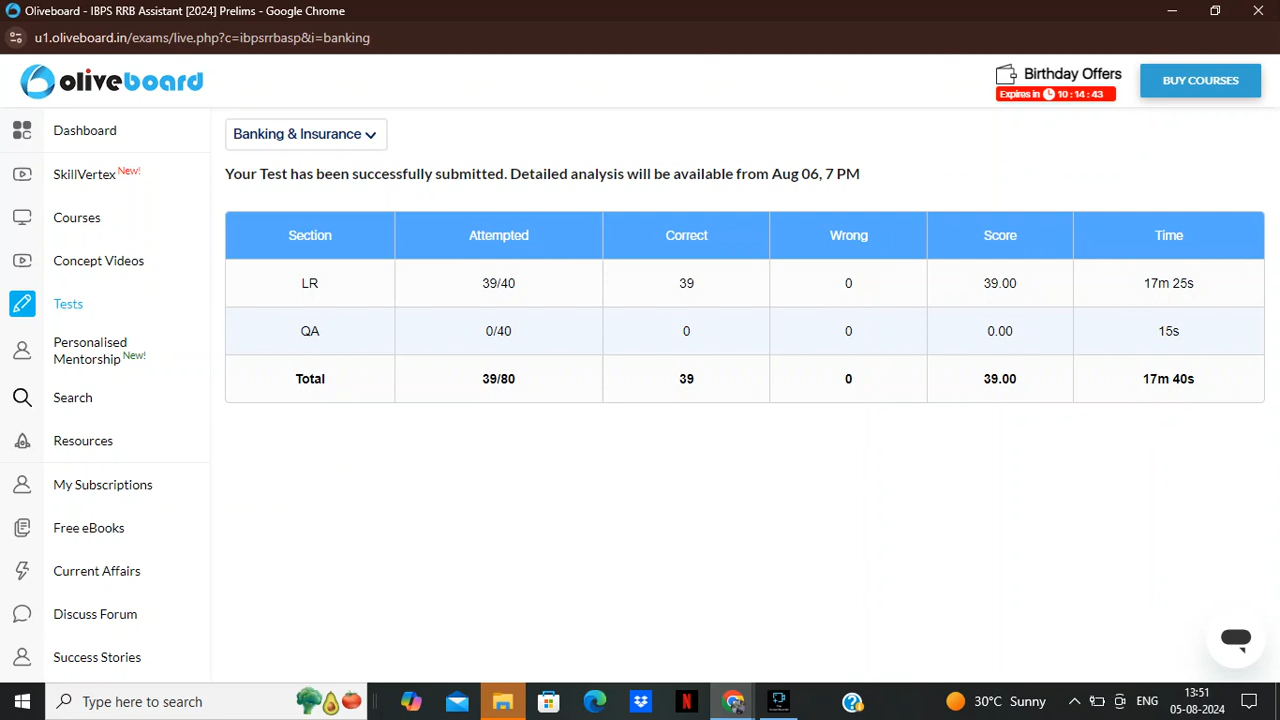 Oliveboard - IBPS RRB Assistant [2024] Prelims - Google Chrome
u1.oliveboard.in/exams/live.php?c=ibpsrrbasp&i=banking
oliveboard
Birthday Offers
Expires in 10 : 14 : 43
BUY COURSES
Dashboard
SkillVertex New!
Courses
Concept Videos
Tests
Personalised
Mentorship New!
Search
Resources
My Subscriptions
Free eBooks
Current Affairs
Discuss Forum
Success Stories
Banking & Insurance
Your Test has been successfully submitted. Detailed analysis will be available from Aug 06, 7 PM
Section Attempted Correct Wrong Score Time
LR 39/40 39 0 39.00 17m 25s
QA 0/40 0 0 0.00 15s
Total 39/80 39 0 39.00 17m 40s
Type here to search
30°C Sunny
ENG
13:51
05-08-2024